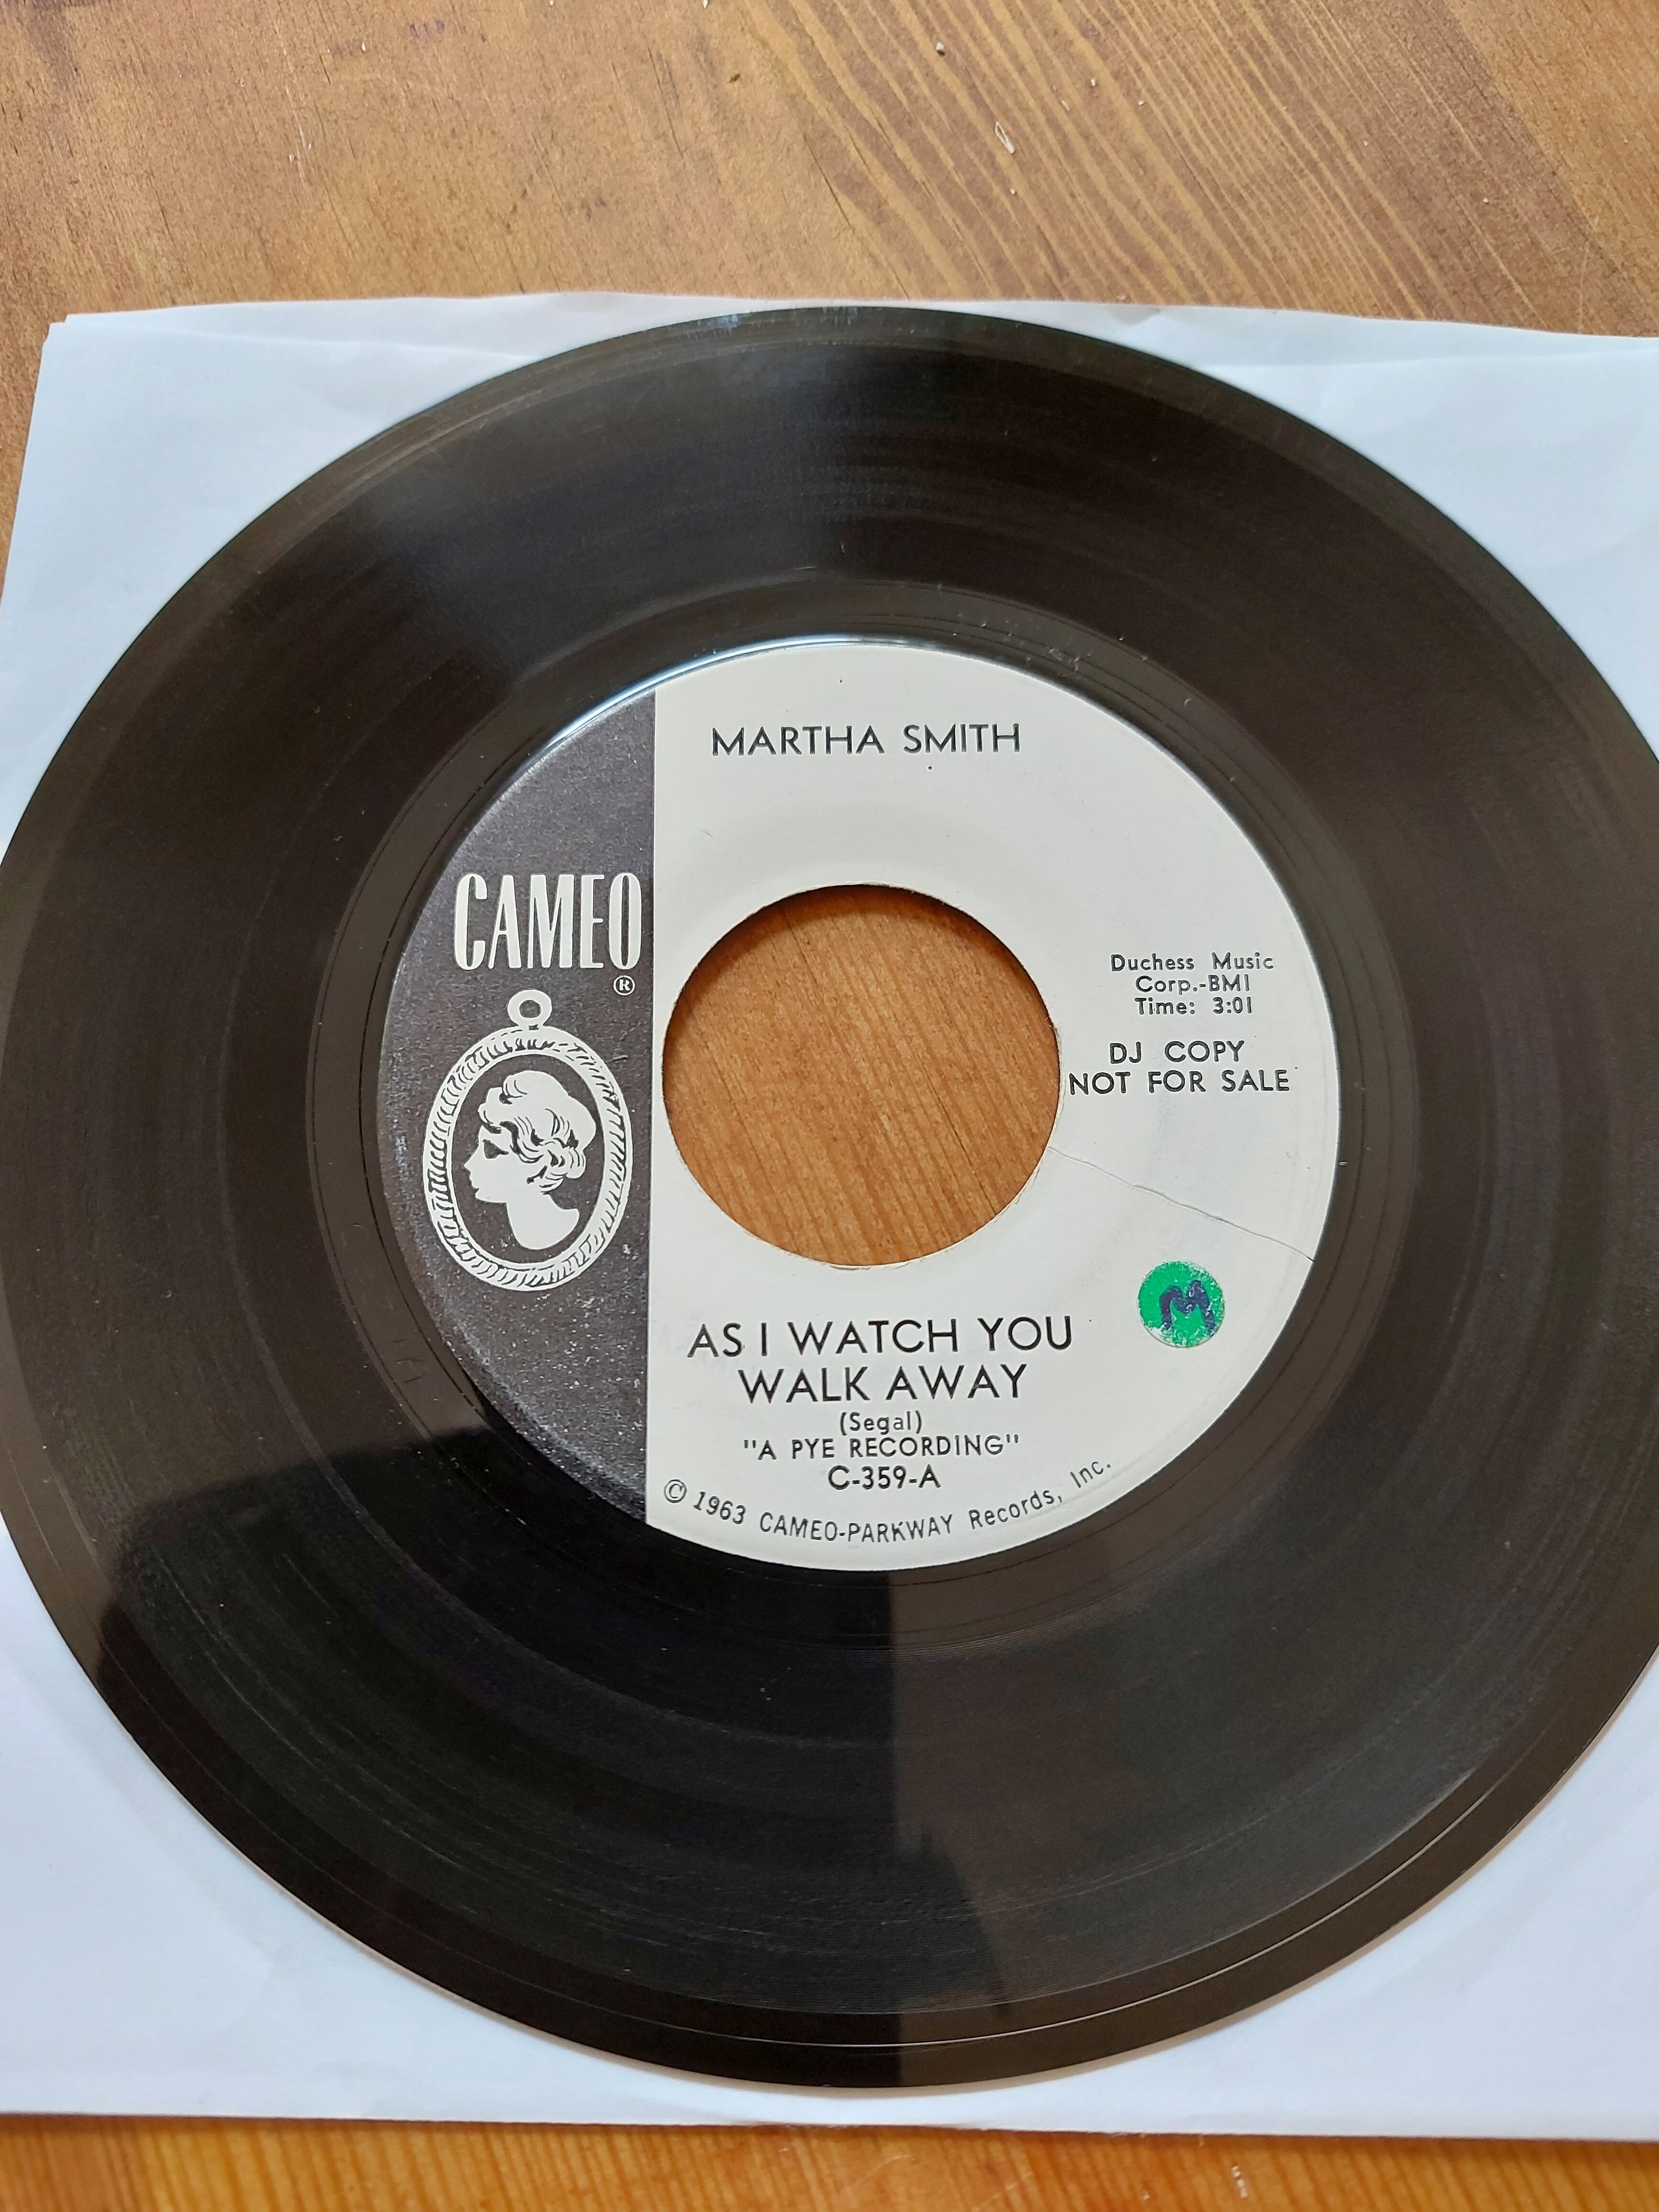 MARTHA SMITH
CAMEO
®
Duchess Music
Corp.-BMI
Time: 3:01
DJ COPY
NOT FOR SALE
M
AS I WATCH YOU
WALK AWAY
(Segal)
"A PYE RECORDING"
C-359-A
© 1963 CAMEO-PARKWAY Records, Inc.